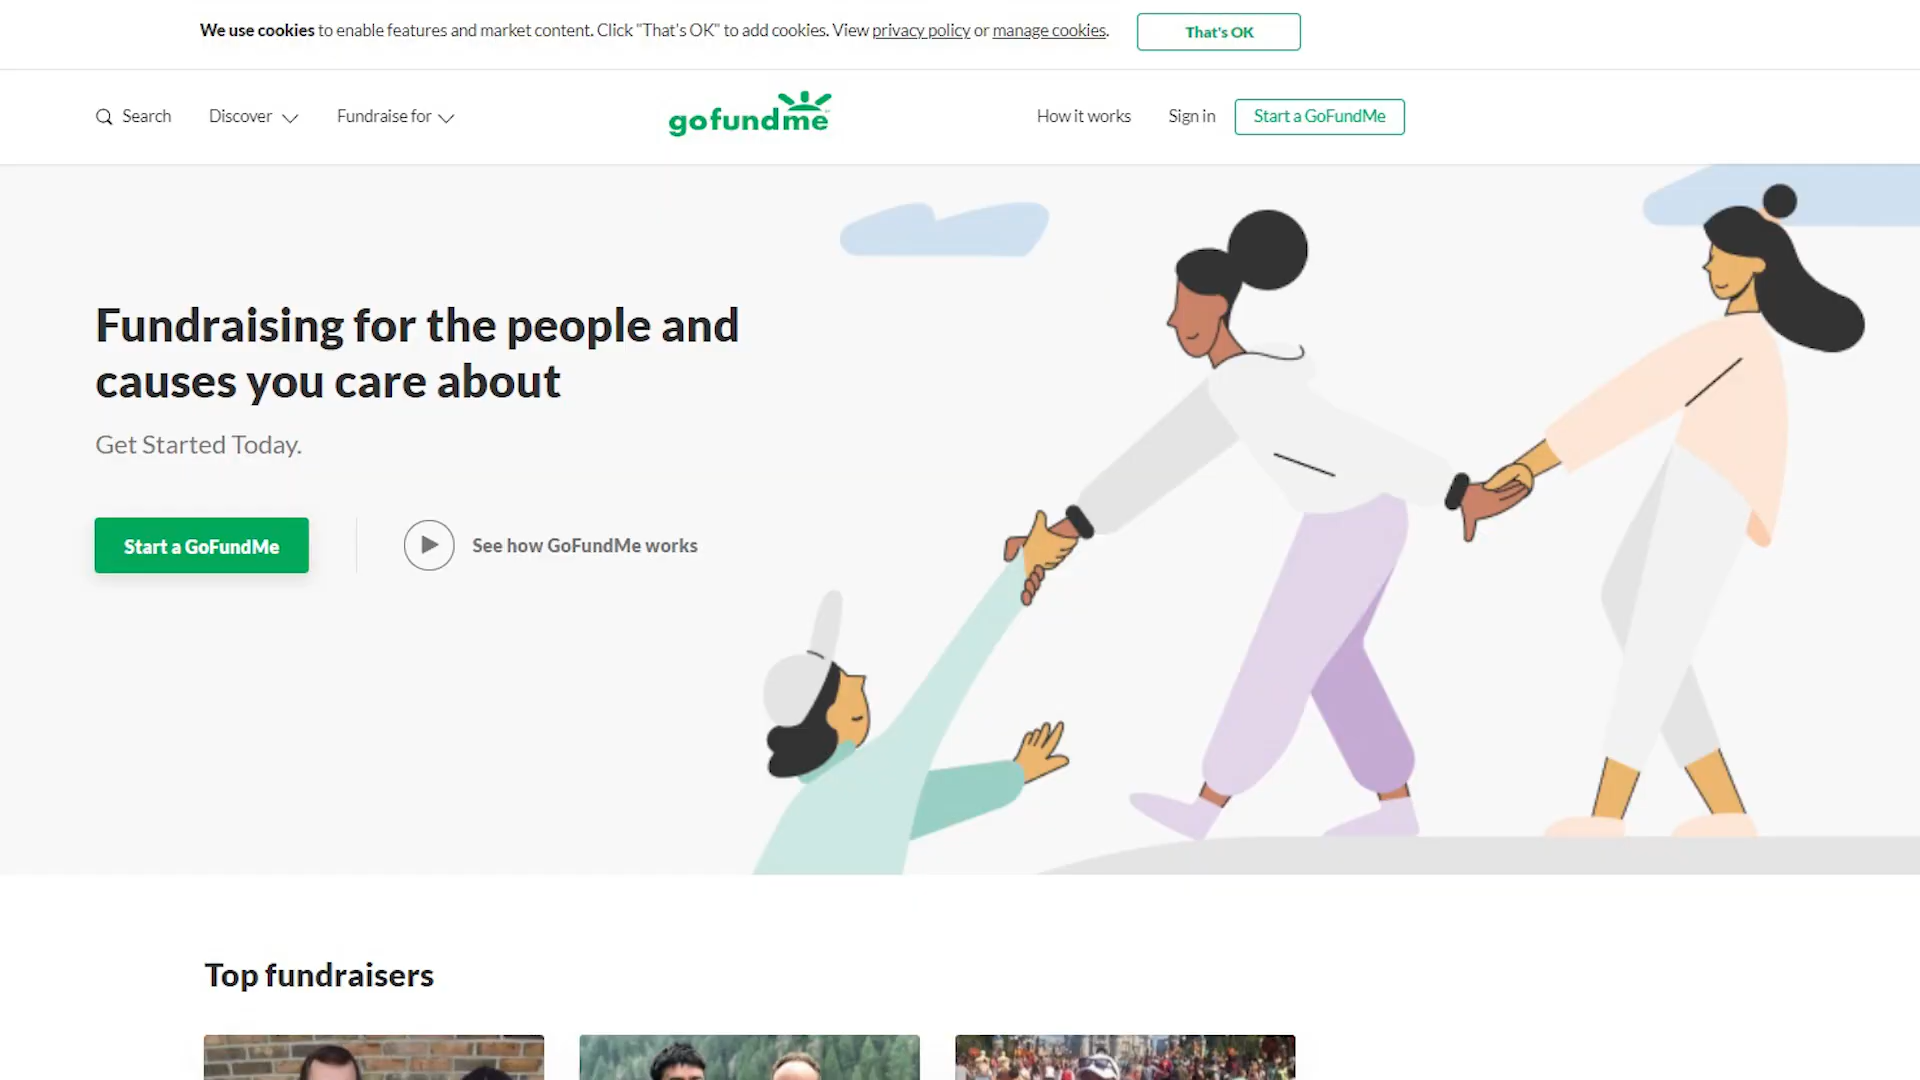 We use cookies to enable features and market content. Click "That's OK" to add cookies. View privacy policy or manage cookies.
That's OK
Search
Discover
Fundraise for
gofundme
How it works
Sign in
Start a GoFundMe
Fundraising for the people and
causes you care about
Get Started Today.
Start a GoFundMe
See how GoFundMe works
Top fundraisers